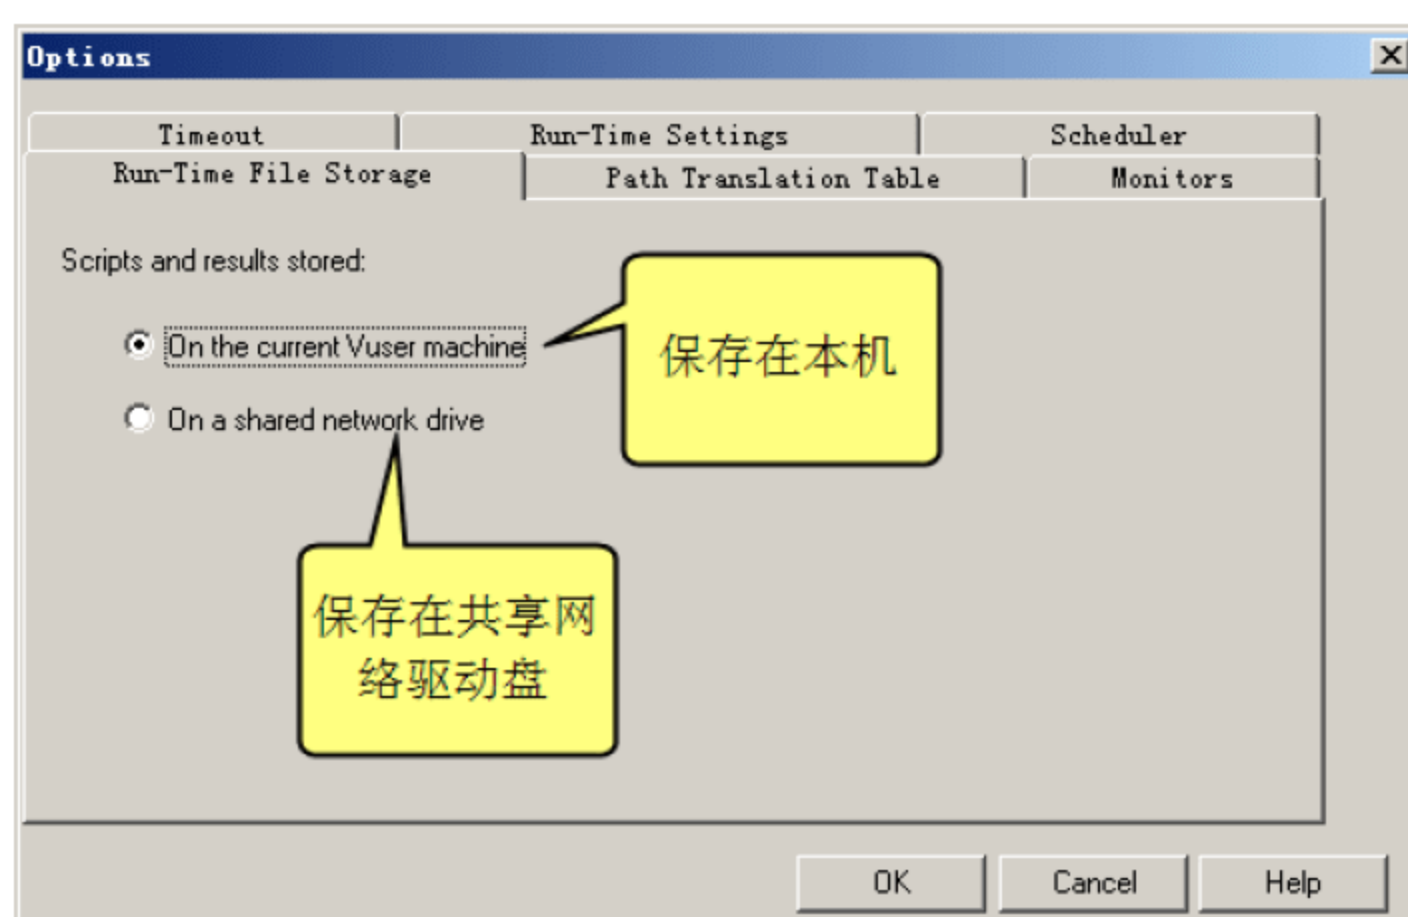 Options
Timeout
Run-Time Settings
Scheduler
Run-Time File Storage
Path Translation Table
Monitors
Scripts and results stored:
On the current Vuser machine
保存在本机
On a shared network drive
保存在共享网
络驱动盘
OK
Cancel
Help